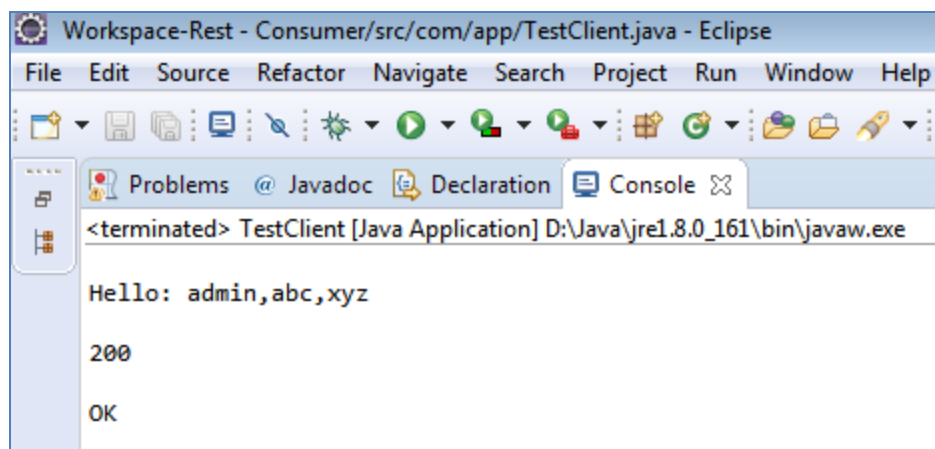 Workspace-Rest - Consumer/src/com/app/TestClient.java - Eclipse
File Edit Source Refactor Navigate Search Project Run Window Help
Problems @ Javadoc Declaration Console
<terminated> TestClient [Java Application] D:\Java\jre1.8.0_161\bin\javaw.exe
Hello: admin,abc,xyz
200
OK